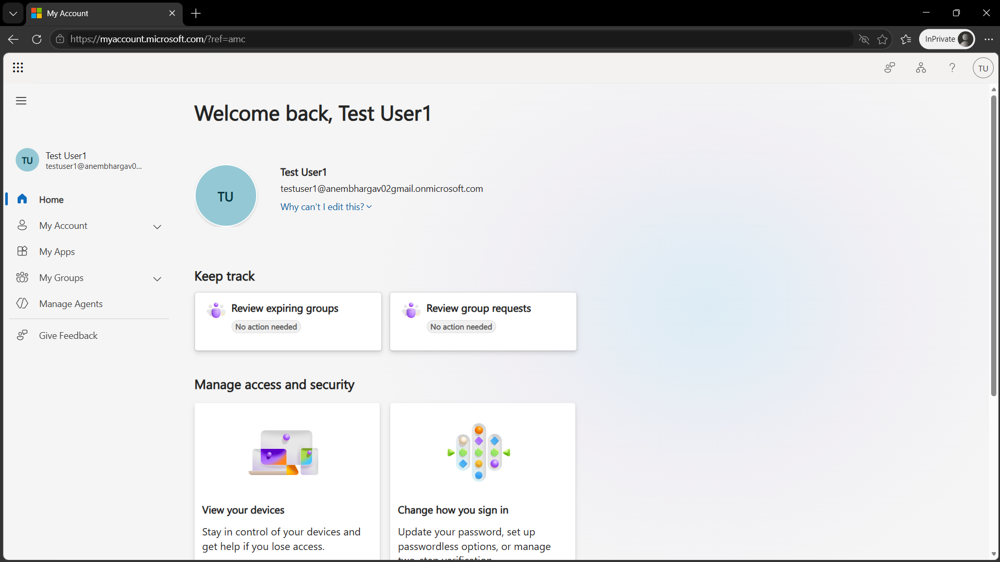 My Account
https://myaccount.microsoft.com/?ref=amc
InPrivate
TU
Welcome back, Test User1
TU
Test User1
testuser1@anembhargav0...
Home
My Account
My Apps
My Groups
Manage Agents
Give Feedback
TU
Test User1
testuser1@anembhargav02gmail.onmicrosoft.com
Why can't I edit this?
Keep track
Review expiring groups
No action needed
Review group requests
No action needed
Manage access and security
View your devices
Stay in control of your devices and
get help if you lose access.
Change how you sign in
Update your password, set up
passwordless options, or manage
two-step verification